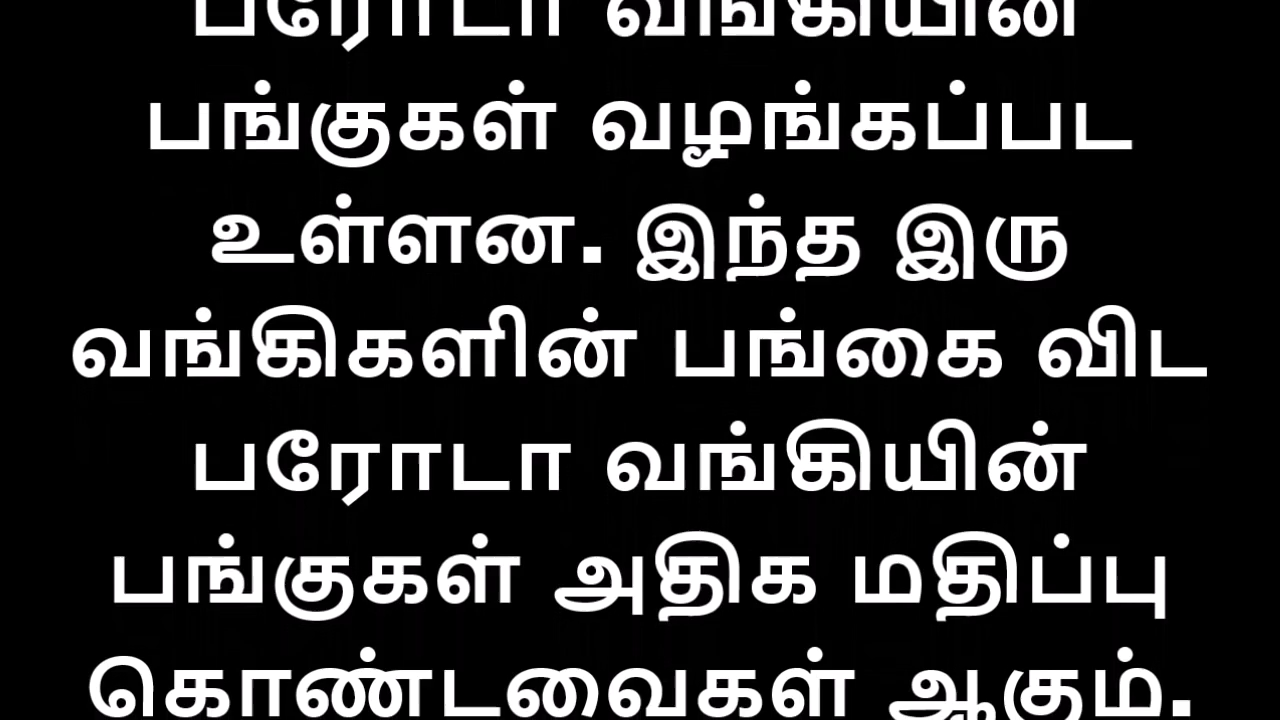 பரோடா வங்கியின்
பங்குகள் வழங்கப்பட
உள்ளன. இந்த இரு
வங்கிகளின் பங்கை விட
பரோடா வங்கியின்
பங்குகள் அதிக மதிப்பு
கொண்டவைகள் ஆகும்.